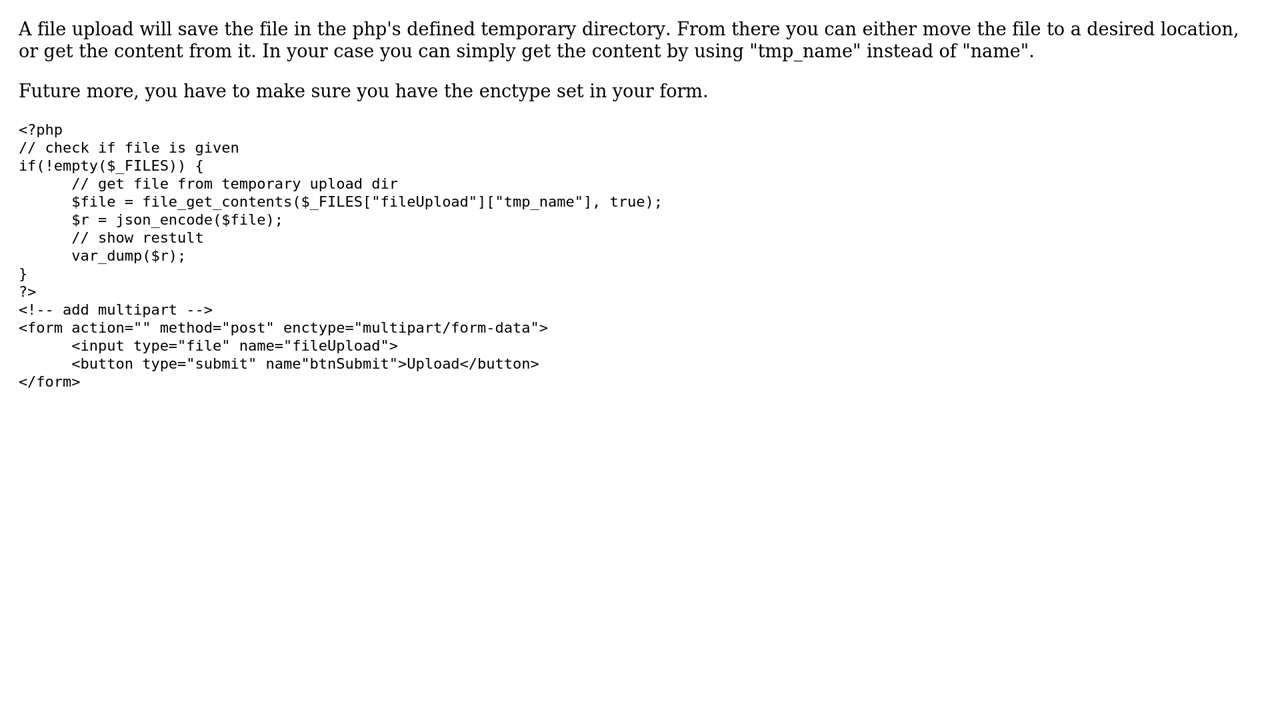 A file upload will save the file in the php's defined temporary directory. From there you can either move the file to a desired location,
or get the content from it. In your case you can simply get the content by using "tmp_name" instead of "name".
Future more, you have to make sure you have the enctype set in your form.
<?php
// check if file is given
if(!empty($_FILES)) {
      // get file from temporary upload dir
      $file = file_get_contents($_FILES["fileUpload"]["tmp_name"], true);
      $r = json_encode($file);
      // show restult
      var_dump($r);
}
?>
<!-- add multipart -->
<form action="" method="post" enctype="multipart/form-data">
      <input type="file" name="fileUpload">
      <button type="submit" name"btnSubmit">Upload</button>
</form>